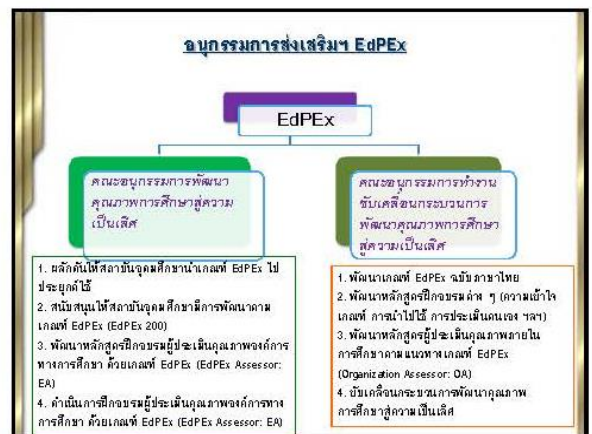 อนุกรรมการส่งเสริมฯ EdPEx
EdPEx
คณะอนุกรรมการพัฒนา
คุณภาพการศึกษาสู่ความ
เป็นเลิศ
1. ผลักดันให้สถาบันอุดมศึกษานำเกณฑ์ EdPEx ไป
ประยุกต์ใช้
2. สนับสนุนให้สถาบันอุดมศึกษามีการพัฒนาตาม
เกณฑ์ EdPEx (EdPEx 200)
3. พัฒนาหลักสูตรฝึกอบรมผู้ประเมินคุณภาพองค์การ
ทางการศึกษา ด้วยเกณฑ์ EdPEx (EdPEx Assessor:
EA)
4. ดำเนินการฝึกอบรมผู้ประเมินคุณภาพองค์การทาง
การศึกษา ด้วยเกณฑ์ EdPEx (EdPEx Assessor: EA)
คณะอนุกรรมการทำงาน
ขับเคลื่อนกระบวนการ
พัฒนาคุณภาพการศึกษา
สู่ความเป็นเลิศ
1. พัฒนาเกณฑ์ EdPEx ฉบับภาษาไทย
2. พัฒนาหลักสูตรฝึกอบรมต่าง ๆ (ความเข้าใจ
เกณฑ์ การนำไปใช้ การประเมินตนเอง ฯลฯ)
3. พัฒนาหลักสูตรผู้ประเมินคุณภาพภายใน
การศึกษาตามแนวทางเกณฑ์ EdPEx
(Organization Assessor: OA)
4. ขับเคลื่อนกระบวนการพัฒนาคุณภาพ
การศึกษาสู่ความเป็นเลิศ